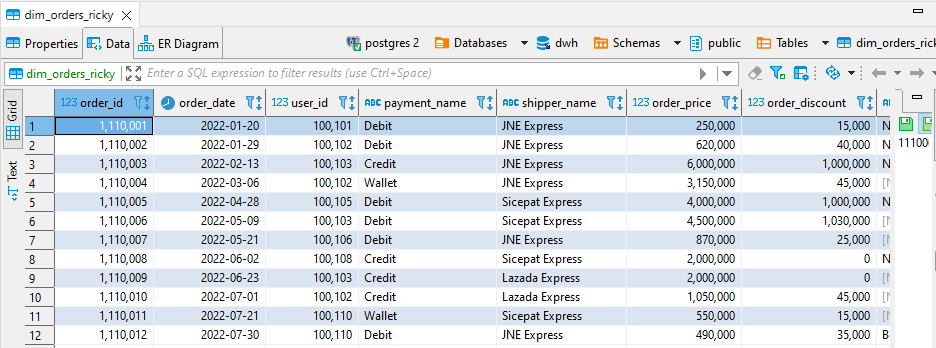 dim_orders_ricky
Properties Data ER Diagram postgres 2 Databases dwh Schemas public Tables dim_orders_rick
dim_orders_ricky Enter a SQL expression to filter results (use Ctrl+Space)
Grid
Text
123 order_id order_date 123 user_id ABC payment_name ABC shipper_name 123 order_price 123 order_discount AB
1 1,110,001 2022-01-20 100,101 Debit JNE Express 250,000 15,000 N
2 1,110,002 2022-01-29 100,102 Debit JNE Express 620,000 40,000 N
3 1,110,003 2022-02-13 100,103 Credit JNE Express 6,000,000 1,000,000 N
4 1,110,004 2022-03-06 100,102 Wallet JNE Express 3,150,000 45,000 [N
5 1,110,005 2022-04-28 100,105 Debit Sicepat Express 4,000,000 1,000,000 N
6 1,110,006 2022-05-09 100,103 Debit Sicepat Express 4,500,000 1,030,000 [N
7 1,110,007 2022-05-21 100,106 Debit JNE Express 870,000 25,000 [N
8 1,110,008 2022-06-02 100,108 Credit Sicepat Express 2,000,000 0 N
9 1,110,009 2022-06-23 100,103 Credit Lazada Express 2,000,000 0 [N
10 1,110,010 2022-07-01 100,102 Credit Lazada Express 1,050,000 45,000 [N
11 1,110,011 2022-07-21 100,110 Wallet Sicepat Express 550,000 15,000 [N
12 1,110,012 2022-07-30 100,110 Debit JNE Express 490,000 35,000 B
11100